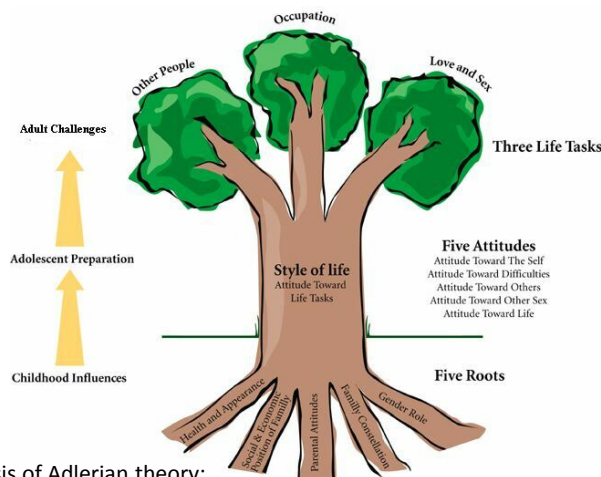 Occupation
Other People
Love and Sex
Adult Challenges
Three Life Tasks
Adolescent Preparation
Style of life
Attitude Toward
Life Tasks
Five Attitudes
Attitude Toward The Self
Attitude Toward Difficulties
Attitude Toward Others
Attitude Toward Other Sex
Attitude Toward Life
Childhood Influences
Five Roots
Health and Appearance
Social & Economic
Position of Family
Parental Attitudes
Familly Constellation
Gender Role
sis of Adlerian theory: